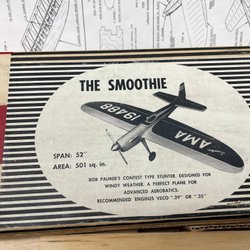 THE SMOOTHIE
19488
AMA
SPAN: 52"
AREA: 501 sq. in.
BOB PALMER'S CONTEST TYPE STUNTER. DESIGNED FOR
WINDY WEATHER. A PERFECT PLANE FOR
ADVANCED AEROBATICS.
RECOMMENDED ENGINES VECO "29" OR "35"